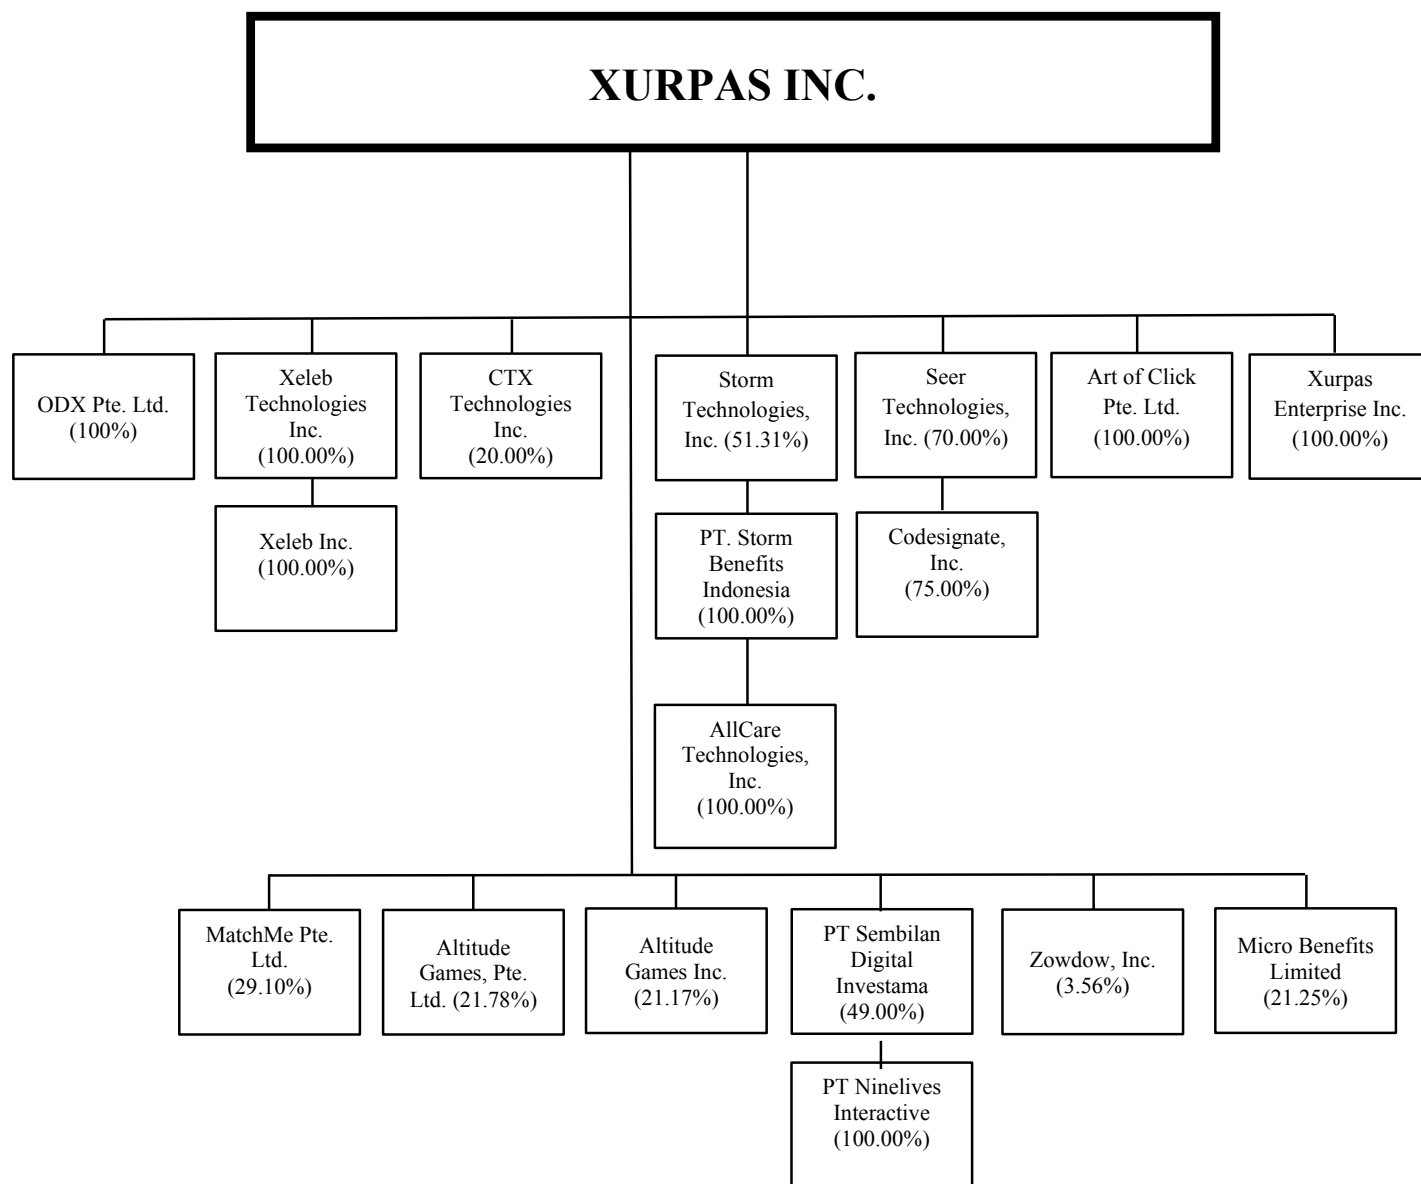 XURPAS INC.
ODX Pte. Ltd.
(100%)
Xeleb
Technologies
Inc.
(100.00%)
CTX
Technologies
Inc.
(20.00%)
Storm
Technologies,
Inc. (51.31%)
Seer
Technologies,
Inc. (70.00%)
Art of Click
Pte. Ltd.
(100.00%)
Xurpas
Enterprise Inc.
(100.00%)
Xeleb Inc.
(100.00%)
PT. Storm
Benefits
Indonesia
(100.00%)
Codesignate,
Inc.
(75.00%)
AllCare
Technologies,
Inc.
(100.00%)
MatchMe Pte.
Ltd.
(29.10%)
Altitude
Games, Pte.
Ltd. (21.78%)
Altitude
Games Inc.
(21.17%)
PT Sembilan
Digital
Investama
(49.00%)
Zowdow, Inc.
(3.56%)
Micro Benefits
Limited
(21.25%)
PT Ninelives
Interactive
(100.00%)